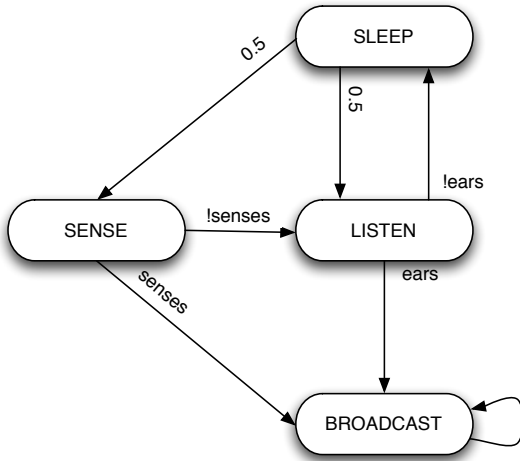 SLEEP
0.5
0.5
!ears
SENSE
!senses
LISTEN
senses
ears
BROADCAST